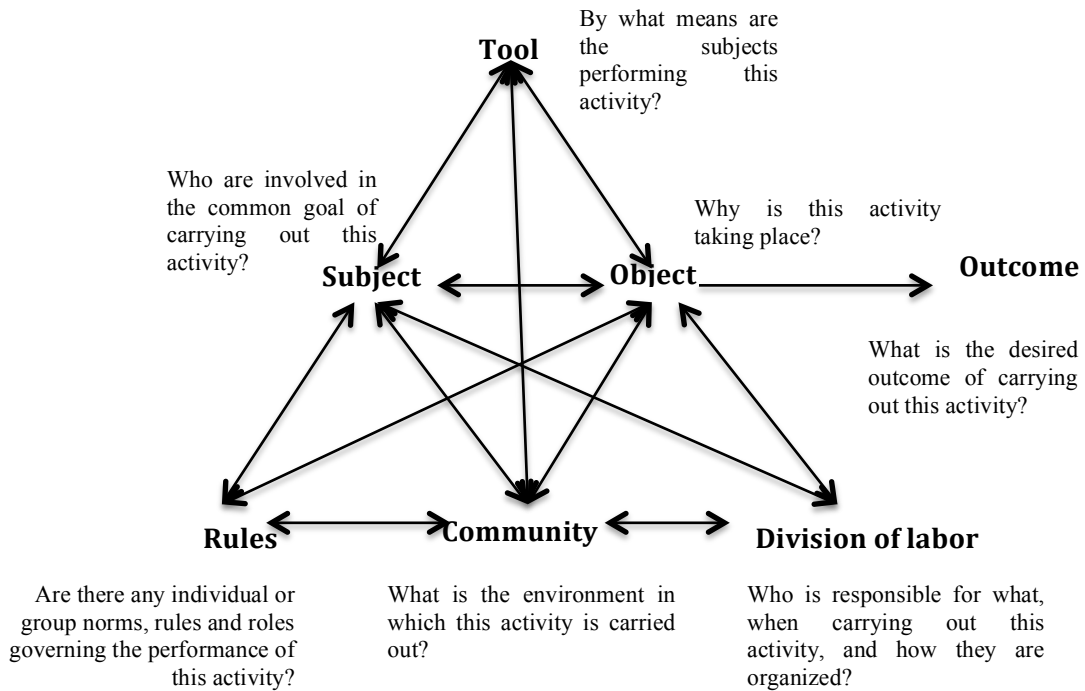 Tool
By what means are
the subjects
performing this
activity?
Who are involved in
the common goal of
carrying out this
activity?
Why is this activity
taking place?
Subject
Object
Outcome
What is the desired
outcome of carrying
out this activity?
Rules
Community
Division of labor
Are there any individual or
group norms, rules and roles
governing the performance of
this activity?
What is the environment in
which this activity is carried
out?
Who is responsible for what,
when carrying out this
activity, and how they are
organized?